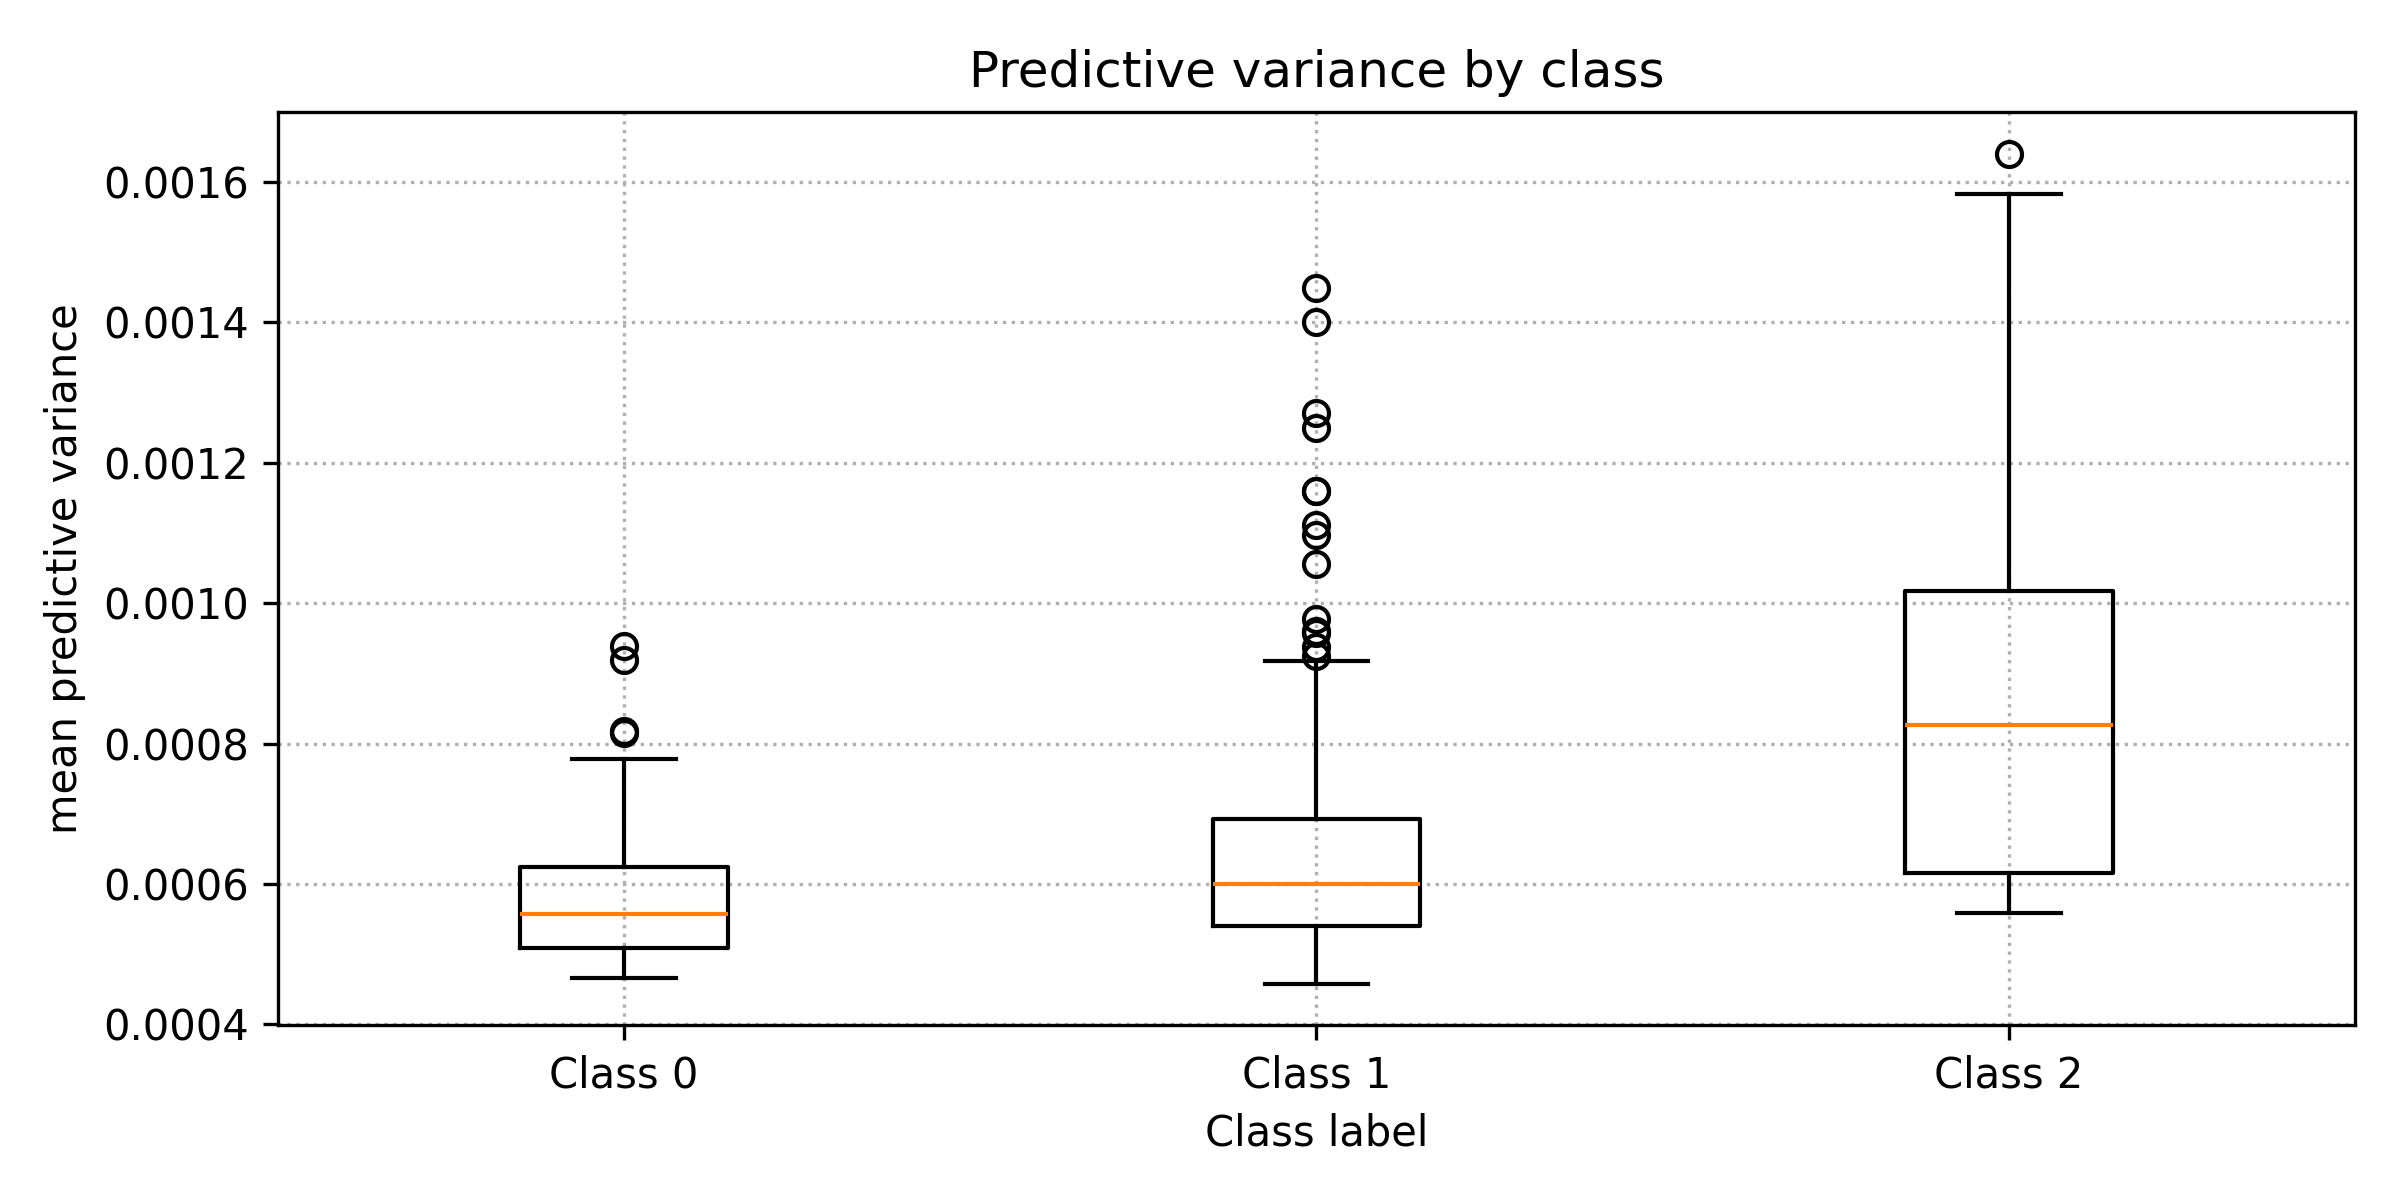 Predictive variance by class
mean predictive variance
0.0016
0.0014
0.0012
0.0010
0.0008
0.0006
0.0004
Class 0 Class 1 Class 2
Class label